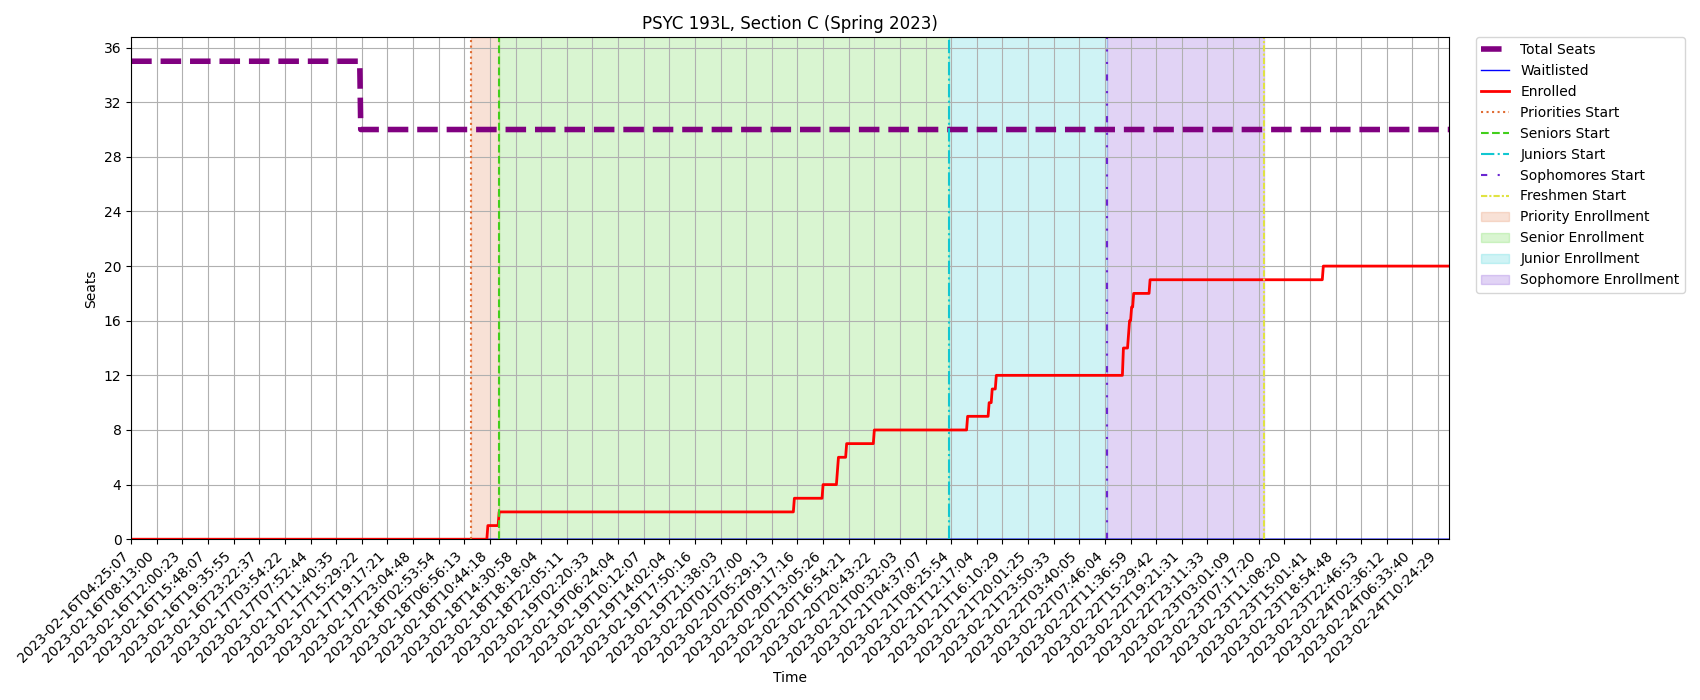 PSYC 193L, Section C (Spring 2023)
Seats
36
32
28
24
20
16
12
8
4
0
2023-02-16T04:25:07
2023-02-16T08:13:00
2023-02-16T12:00:23
2023-02-16T15:48:07
2023-02-16T19:35:55
2023-02-16T23:22:37
2023-02-17T03:54:22
2023-02-17T07:52:44
2023-02-17T11:40:35
2023-02-17T15:29:22
2023-02-17T19:17:21
2023-02-17T23:04:48
2023-02-18T02:53:54
2023-02-18T06:56:13
2023-02-18T10:44:18
2023-02-18T14:30:58
2023-02-18T18:18:04
2023-02-18T22:05:11
2023-02-19T02:20:33
2023-02-19T06:24:04
2023-02-19T10:12:07
2023-02-19T14:02:04
2023-02-19T17:50:16
2023-02-19T21:38:03
2023-02-20T01:27:00
2023-02-20T05:29:13
2023-02-20T09:17:16
2023-02-20T13:05:26
2023-02-20T16:54:21
2023-02-20T20:43:22
2023-02-21T00:32:03
2023-02-21T04:37:07
2023-02-21T08:25:54
2023-02-21T12:17:04
2023-02-21T16:10:29
2023-02-21T20:01:25
2023-02-21T23:50:33
2023-02-22T03:40:05
2023-02-22T07:46:04
2023-02-22T11:36:59
2023-02-22T15:29:42
2023-02-22T19:21:31
2023-02-22T23:11:33
2023-02-23T03:01:09
2023-02-23T07:17:20
2023-02-23T11:08:20
2023-02-23T15:01:41
2023-02-23T18:54:48
2023-02-23T22:46:53
2023-02-24T02:36:12
2023-02-24T06:33:40
2023-02-24T10:24:29
Time
Total Seats
Waitlisted
Enrolled
Priorities Start
Seniors Start
Juniors Start
Sophomores Start
Freshmen Start
Priority Enrollment
Senior Enrollment
Junior Enrollment
Sophomore Enrollment